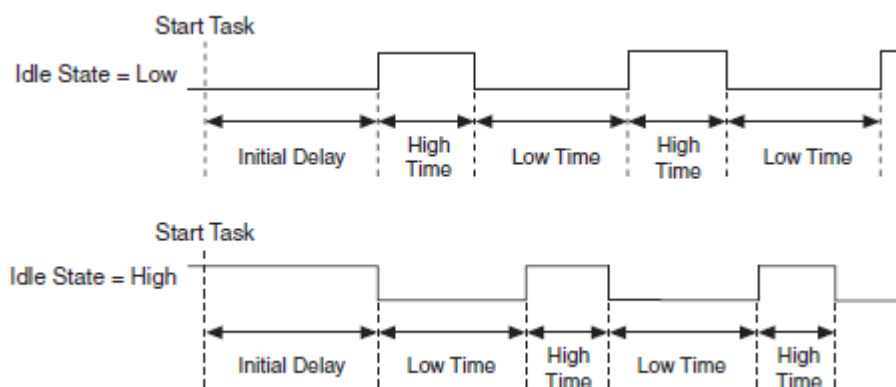 Start Task
Idle State = Low
Initial Delay High Time Low Time High Time Low Time
Start Task
Idle State = High
Initial Delay Low Time High Time Low Time High Time